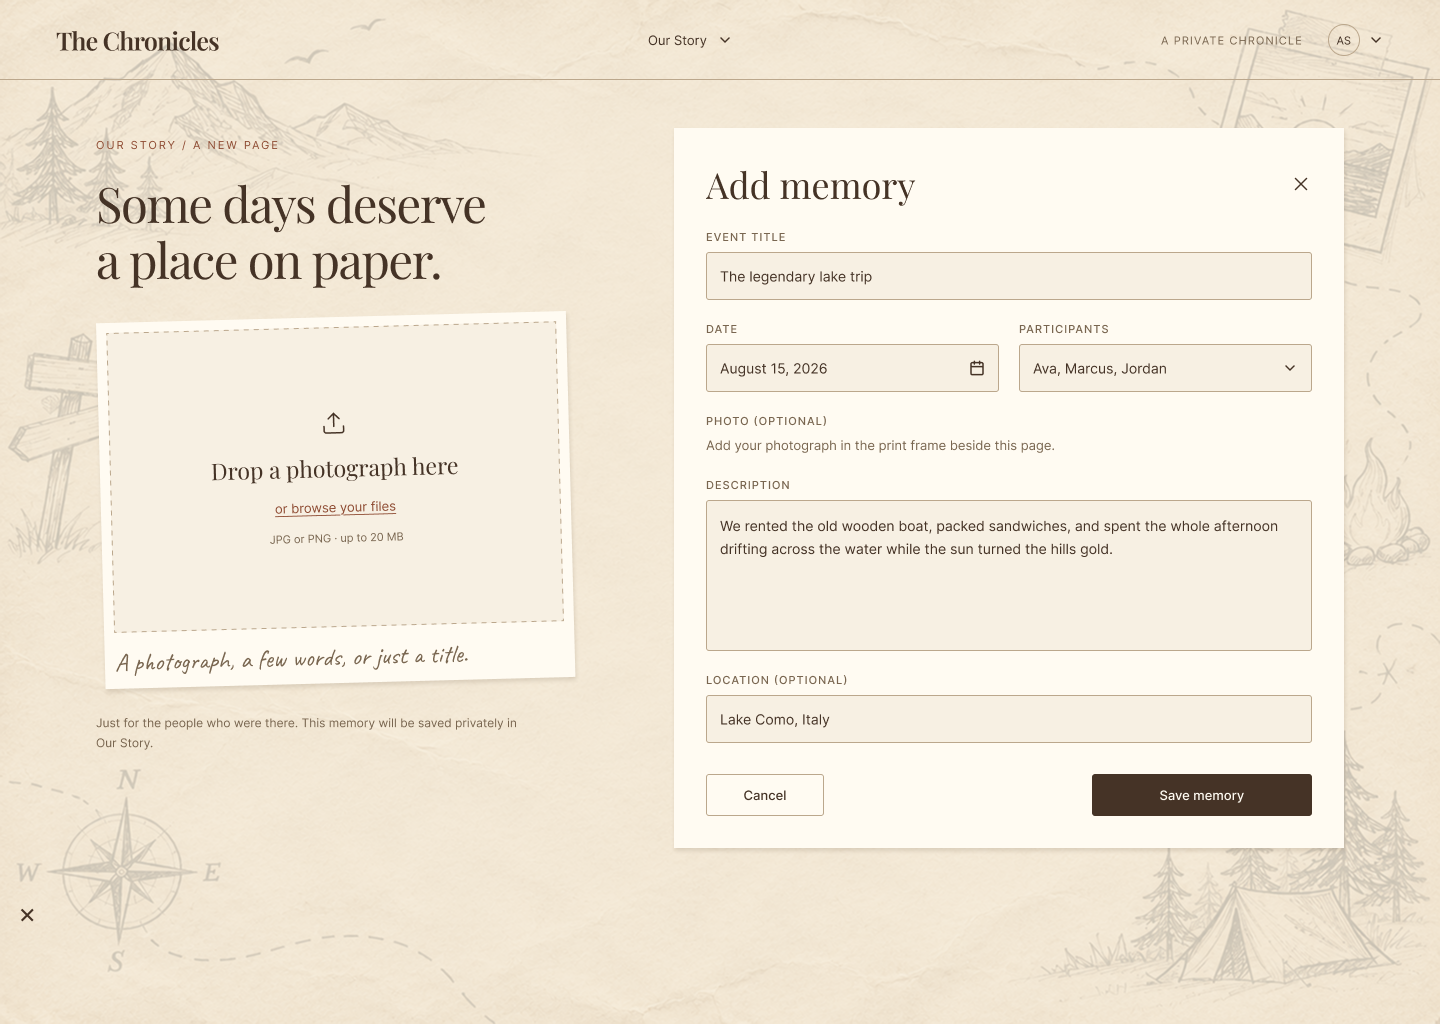 The Chronicles
Our Story
A PRIVATE CHRONICLE
AS
OUR STORY / A NEW PAGE
Some days deserve
a place on paper.
Drop a photograph here
or browse your files
JPG or PNG · up to 20 MB
A photograph, a few words, or just a title.
Just for the people who were there. This memory will be saved privately in
Our Story.
N
W
E
S
Add memory
EVENT TITLE
The legendary lake trip
DATE
PARTICIPANTS
August 15, 2026
Ava, Marcus, Jordan
PHOTO (OPTIONAL)
Add your photograph in the print frame beside this page.
DESCRIPTION
We rented the old wooden boat, packed sandwiches, and spent the whole afternoon
drifting across the water while the sun turned the hills gold.
LOCATION (OPTIONAL)
Lake Como, Italy
Cancel
Save memory